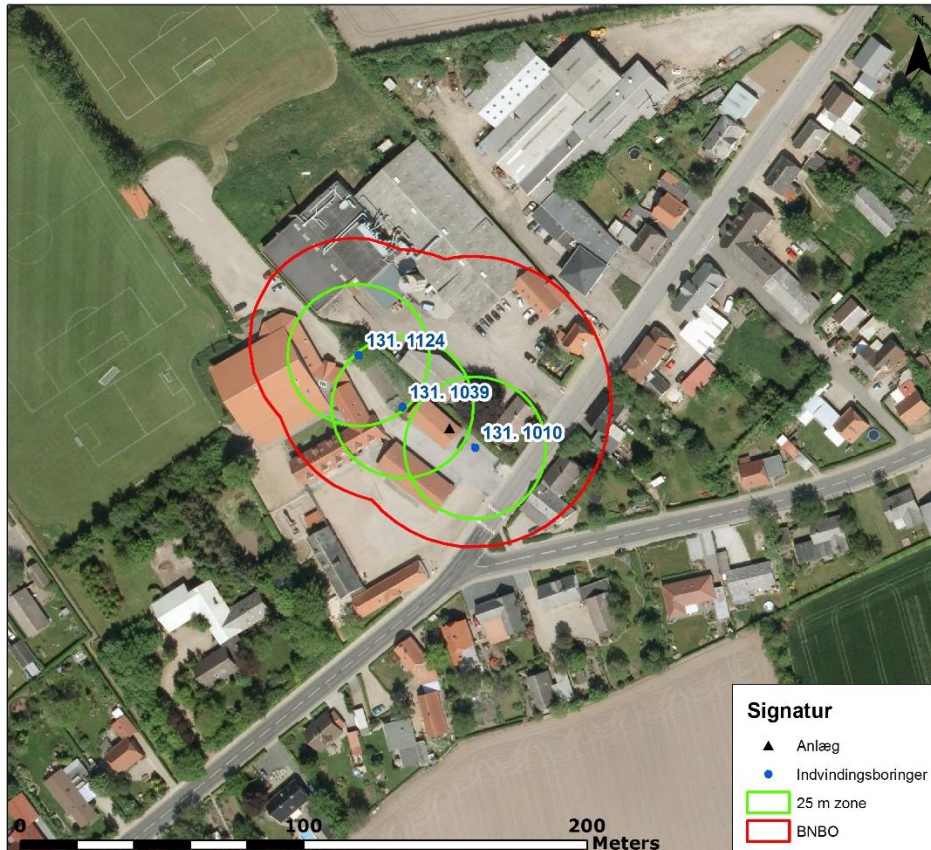 N
131. 1124
131. 1039
131. 1010
Signatur
Anlæg
Indvindingsboringer
25 m zone
BNBO
0 100 200
Meters